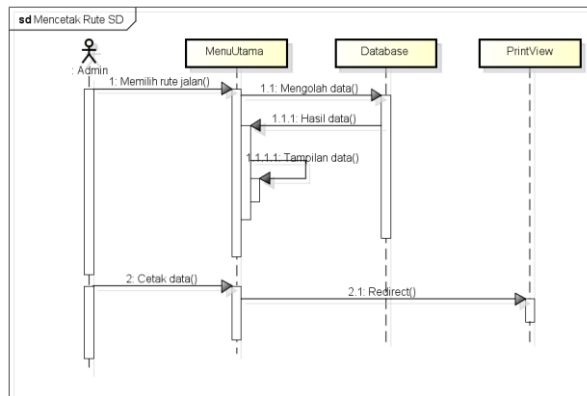 sd Mencetak Rute SD
MenuUtama
Database
PrintView
: Admin
1: Memilih rute jalan()
1.1: Mengolah data()
1.1.1: Hasil data()
1.1.1.1: Tampilan data()
2: Cetak data()
2.1: Redirect()